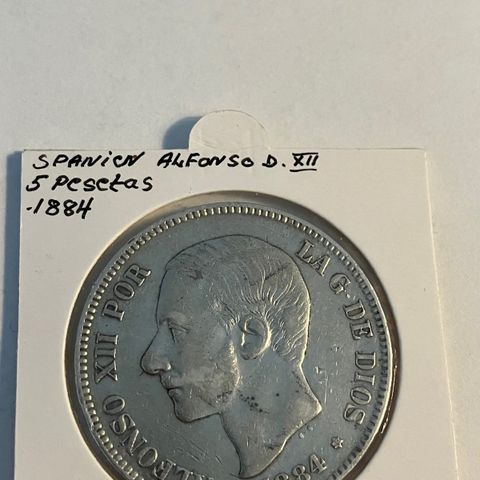 SPANIEN ALFONSO D. XII
5 Pesetas
.1884
ALFONSO XII POR LA G. DE DIOS
1884